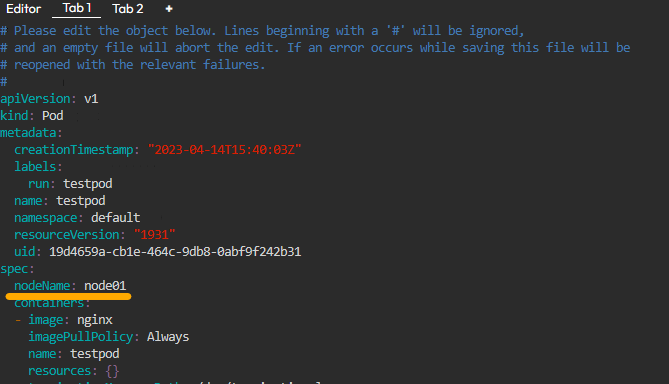 Editor Tab 1 Tab 2 +
# Please edit the object below. Lines beginning with a '#' will be ignored,
# and an empty file will abort the edit. If an error occurs while saving this file will be
# reopened with the relevant failures.
#
apiVersion: v1
kind: Pod
metadata:
  creationTimestamp: "2023-04-14T15:40:03Z"
  labels:
    run: testpod
  name: testpod
  namespace: default
  resourceVersion: "1931"
  uid: 19d4659a-cb1e-464c-9db8-0abf9f242b31
spec:
  nodeName: node01
  containers:
  - image: nginx
    imagePullPolicy: Always
    name: testpod
    resources: {}